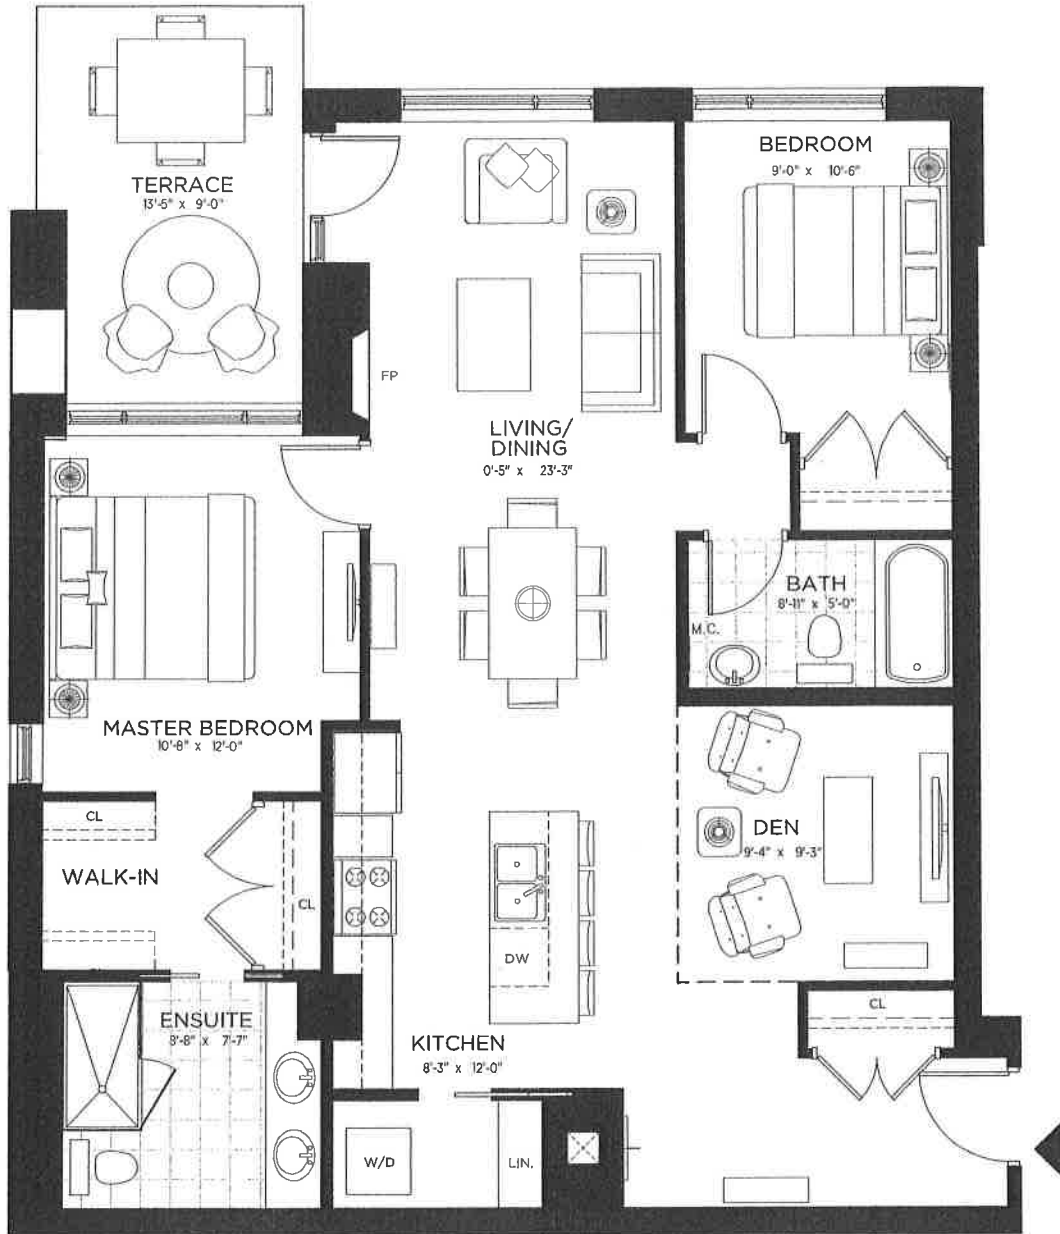 TERRACE
13'-5" x 9'-0"
BEDROOM
9'-0" x 10'-6"
FP
LIVING/
DINING
0'-5" x 23'-3"
BATH
8'-11" x 5'-0"
M.C.
MASTER BEDROOM
10'-8" x 12'-0"
CL
WALK-IN
CL
DEN
9'-4" x 9'-3"
DW
ENSUITE
8'-8" x 7'-7"
KITCHEN
8'-3" x 12'-0"
CL
W/D
LIN.